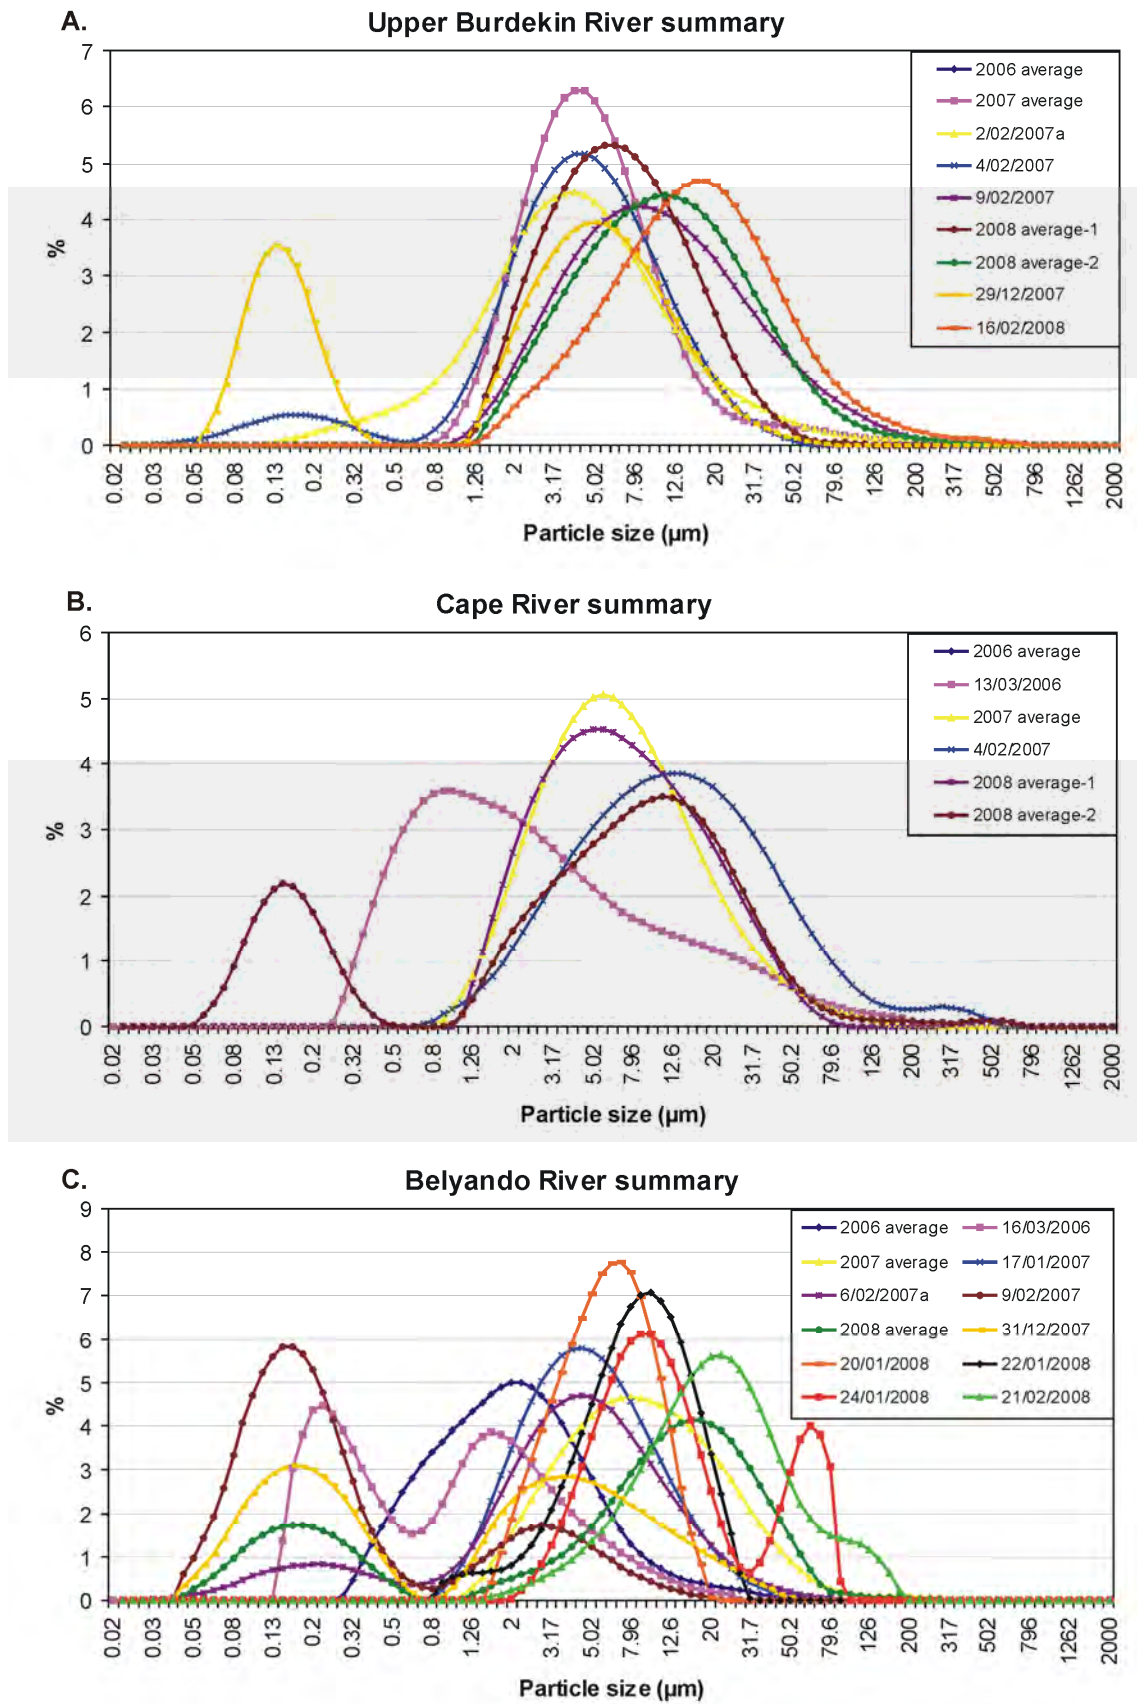 A.
Upper Burdekin River summary
7
6
5
4
3
2
1
0
%
2006 average
2007 average
2/02/2007a
4/02/2007
9/02/2007
2008 average-1
2008 average-2
29/12/2007
16/02/2008
0.02 0.03 0.05 0.08 0.13 0.2 0.32 0.5 0.8 1.26 2 3.17 5.02 7.96 12.6 20 31.7 50.2 79.6 126 200 317 502 796 1262 2000
Particle size (µm)
B.
Cape River summary
6
5
4
3
2
1
0
%
2006 average
13/03/2006
2007 average
4/02/2007
2008 average-1
2008 average-2
0.02 0.03 0.05 0.08 0.13 0.2 0.32 0.5 0.8 1.26 2 3.17 5.02 7.96 12.6 20 31.7 50.2 79.6 126 200 317 502 796 1262 2000
Particle size (µm)
C.
Belyando River summary
9
8
7
6
5
4
3
2
1
0
%
2006 average 16/03/2006
2007 average 17/01/2007
6/02/2007a 9/02/2007
2008 average 31/12/2007
20/01/2008 22/01/2008
24/01/2008 21/02/2008
0.02 0.03 0.05 0.08 0.13 0.2 0.32 0.5 0.8 1.26 2 3.17 5.02 7.96 12.6 20 31.7 50.2 79.6 126 200 317 502 796 1262 2000
Particle size (µm)